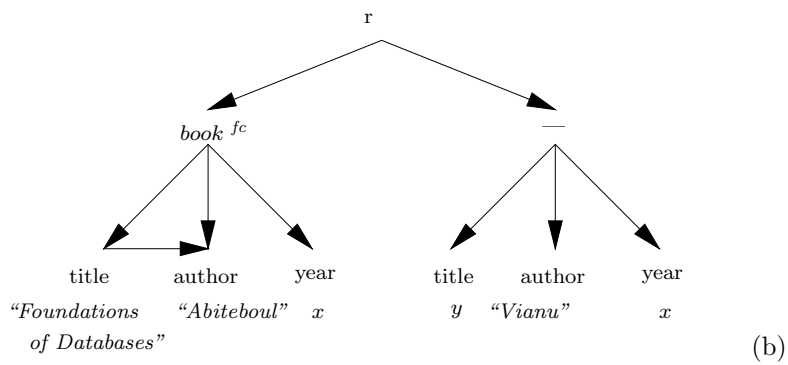 r
book fc —
title author year title author year
“Foundations “Abiteboul” x y “Vianu” x
of Databases” (b)